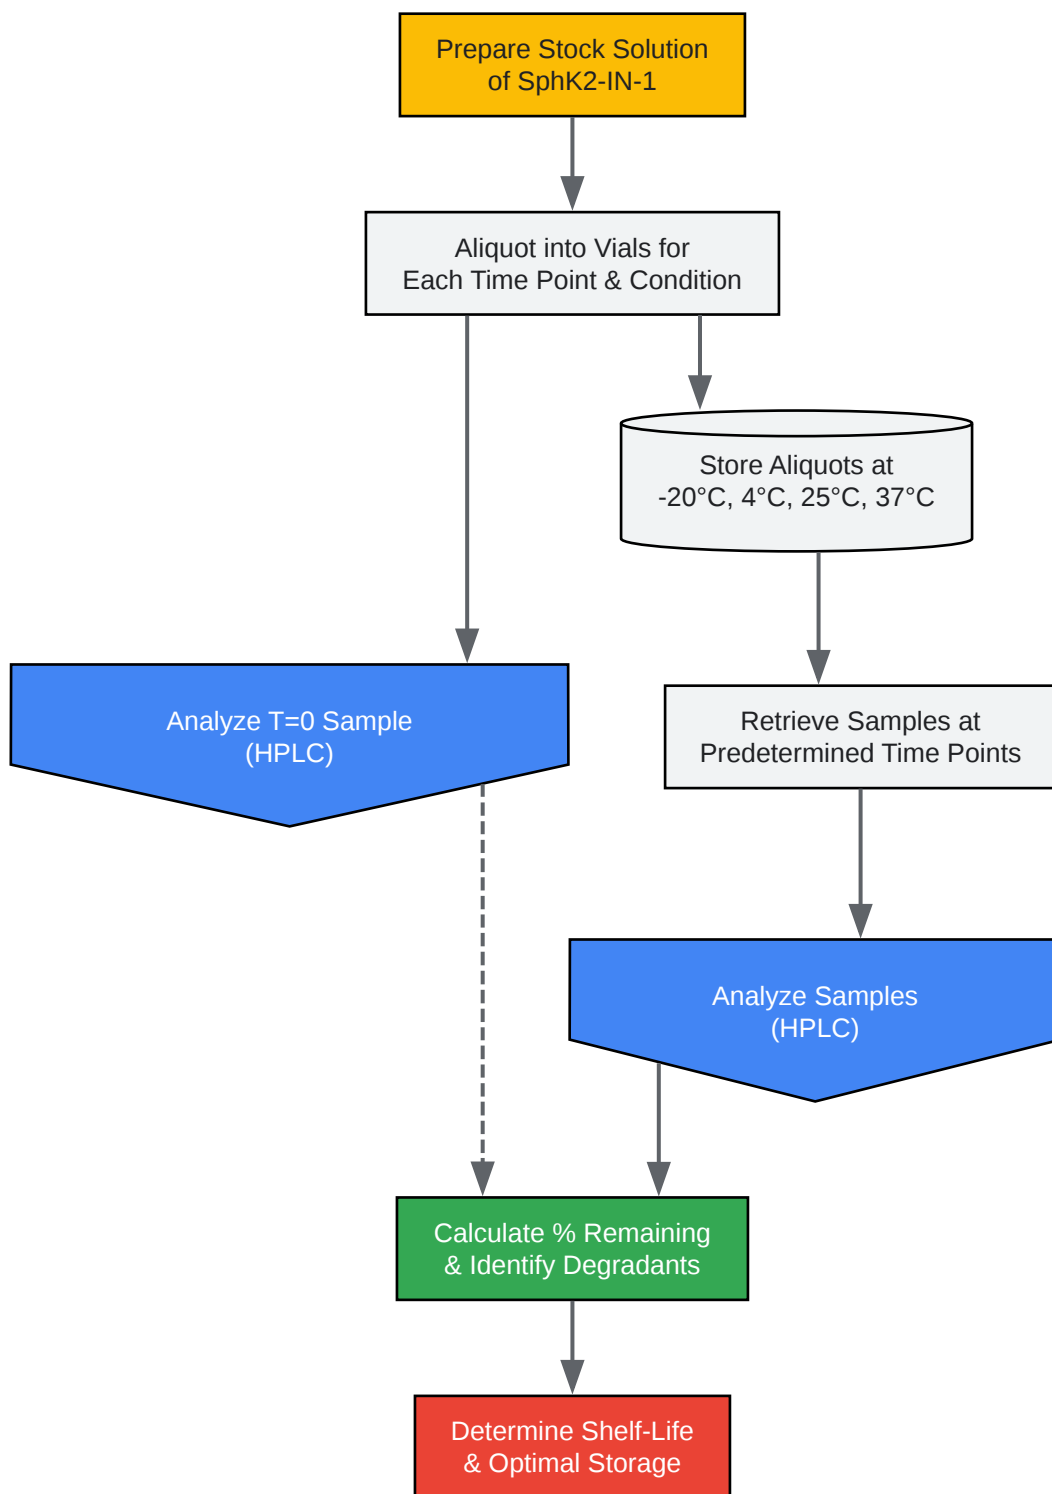 Prepare Stock Solution
of SphK2-IN-1
Aliquot into Vials for
Each Time Point & Condition
Store Aliquots at
-20°C, 4°C, 25°C, 37°C
Analyze T=0 Sample
(HPLC)
Retrieve Samples at
Predetermined Time Points
Analyze Samples
(HPLC)
Calculate % Remaining
& Identify Degradants
Determine Shelf-Life
& Optimal Storage